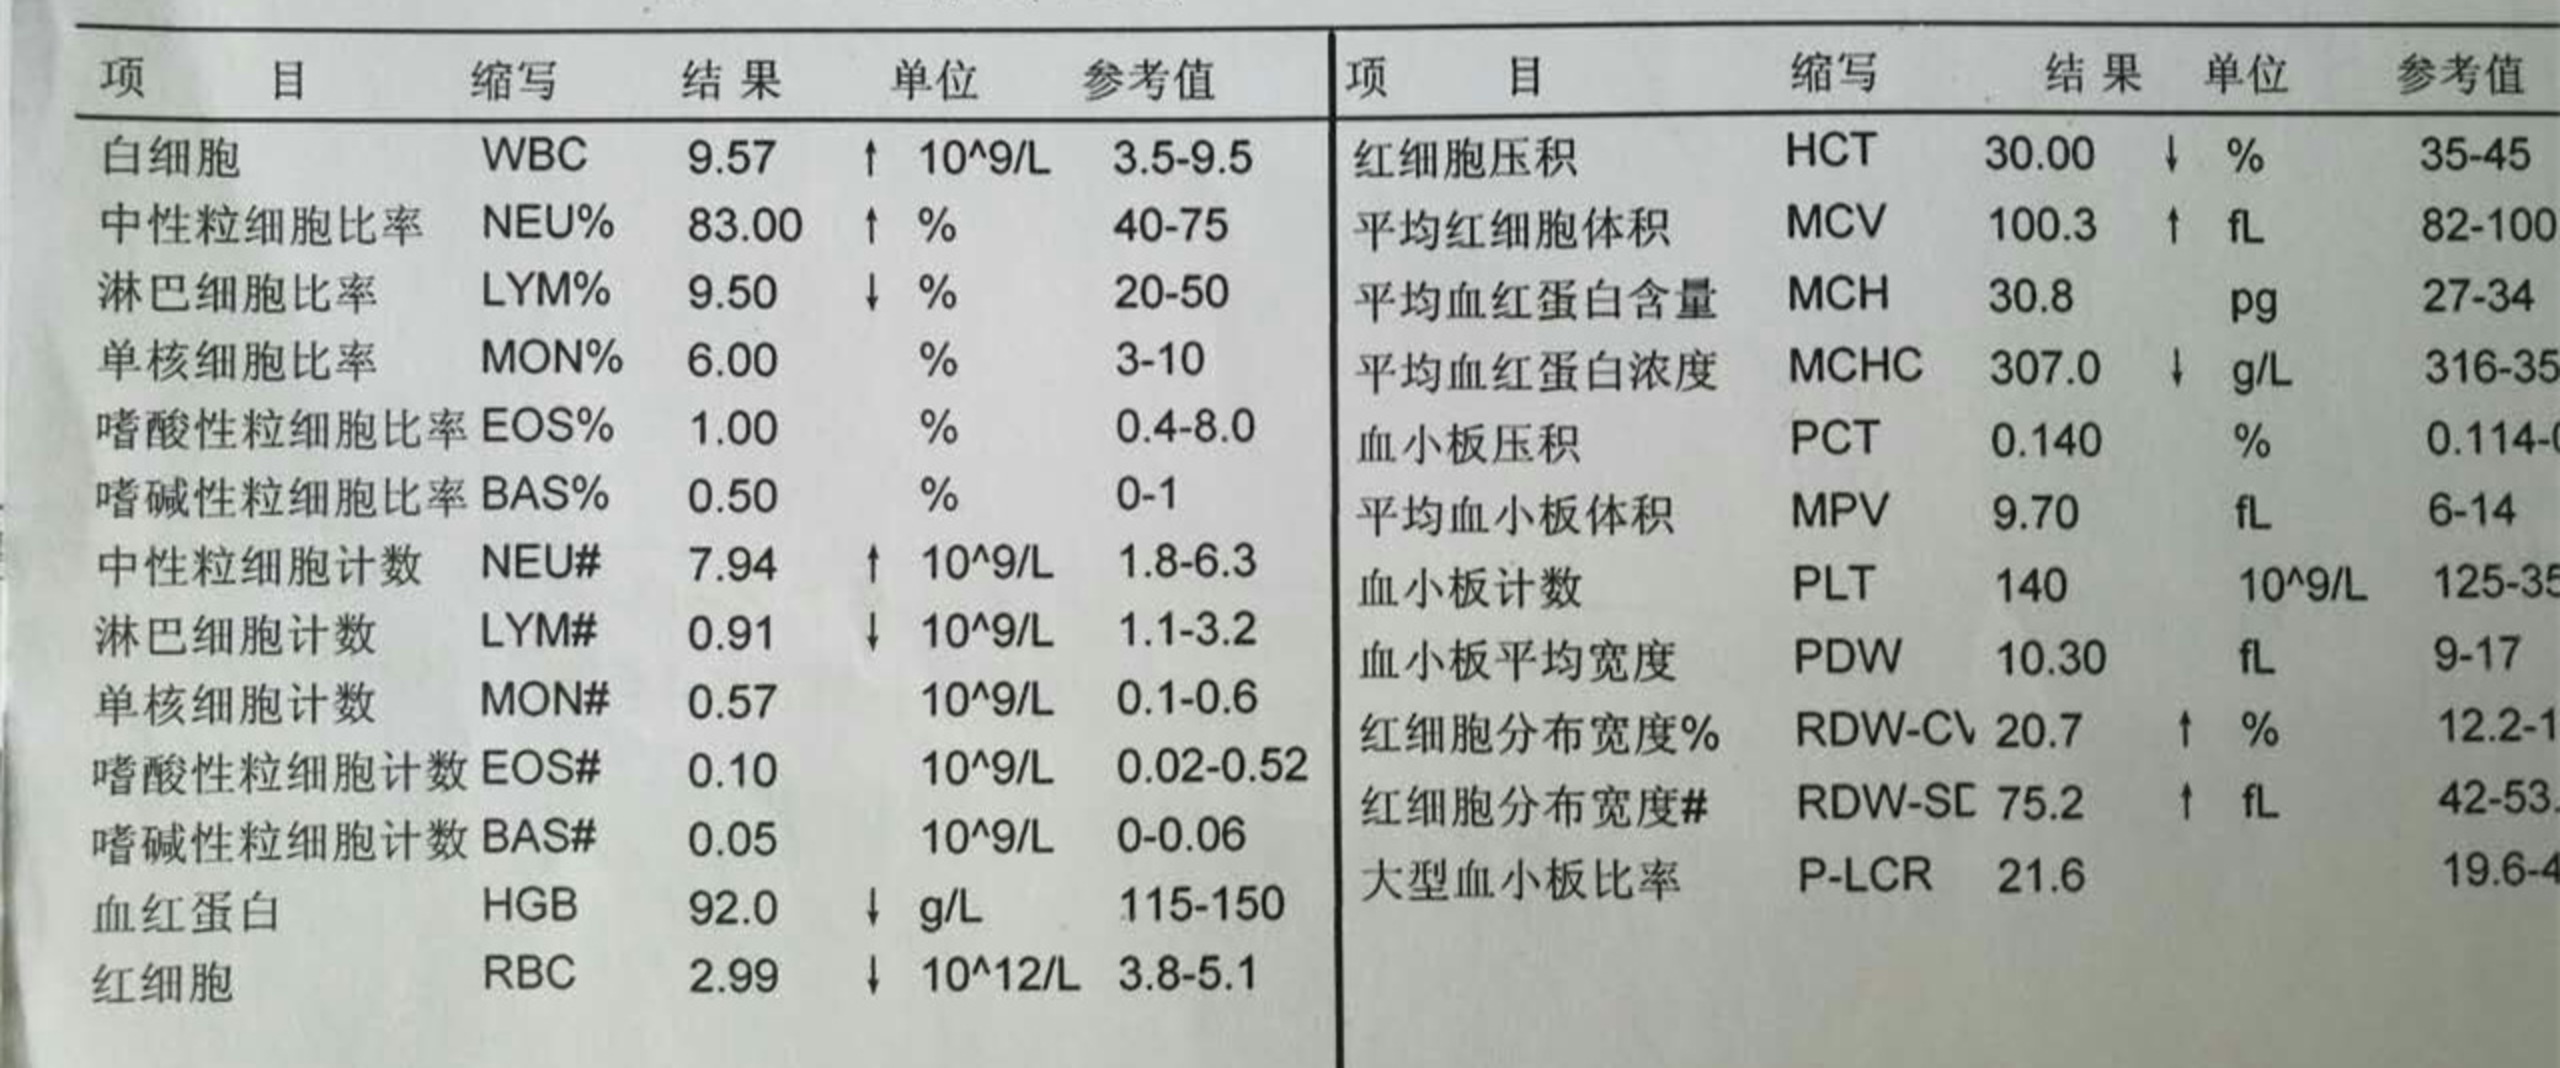 项 目 缩写 结果 单位 参考值
白细胞 WBC 9.57 ↑ 10^9/L 3.5-9.5
中性粒细胞比率 NEU% 83.00 ↑ % 40-75
淋巴细胞比率 LYM% 9.50 ↓ % 20-50
单核细胞比率 MON% 6.00 % 3-10
嗜酸性粒细胞比率 EOS% 1.00 % 0.4-8.0
嗜碱性粒细胞比率 BAS% 0.50 % 0-1
中性粒细胞计数 NEU# 7.94 ↑ 10^9/L 1.8-6.3
淋巴细胞计数 LYM# 0.91 ↓ 10^9/L 1.1-3.2
单核细胞计数 MON# 0.57 10^9/L 0.1-0.6
嗜酸性粒细胞计数 EOS# 0.10 10^9/L 0.02-0.52
嗜碱性粒细胞计数 BAS# 0.05 10^9/L 0-0.06
血红蛋白 HGB 92.0 ↓ g/L 115-150
红细胞 RBC 2.99 ↓ 10^12/L 3.8-5.1
项 目 缩写 结果 单位 参考值
红细胞压积 HCT 30.00 ↓ % 35-45
平均红细胞体积 MCV 100.3 ↑ fL 82-100
平均血红蛋白含量 MCH 30.8 pg 27-34
平均血红蛋白浓度 MCHC 307.0 ↓ g/L 316-35
血小板压积 PCT 0.140 % 0.114-
平均血小板体积 MPV 9.70 fL 6-14
血小板计数 PLT 140 10^9/L 125-35
血小板平均宽度 PDW 10.30 fL 9-17
红细胞分布宽度% RDW-CV 20.7 ↑ % 12.2-1
红细胞分布宽度# RDW-SD 75.2 ↑ fL 42-53.
大型血小板比率 P-LCR 21.6 19.6-4